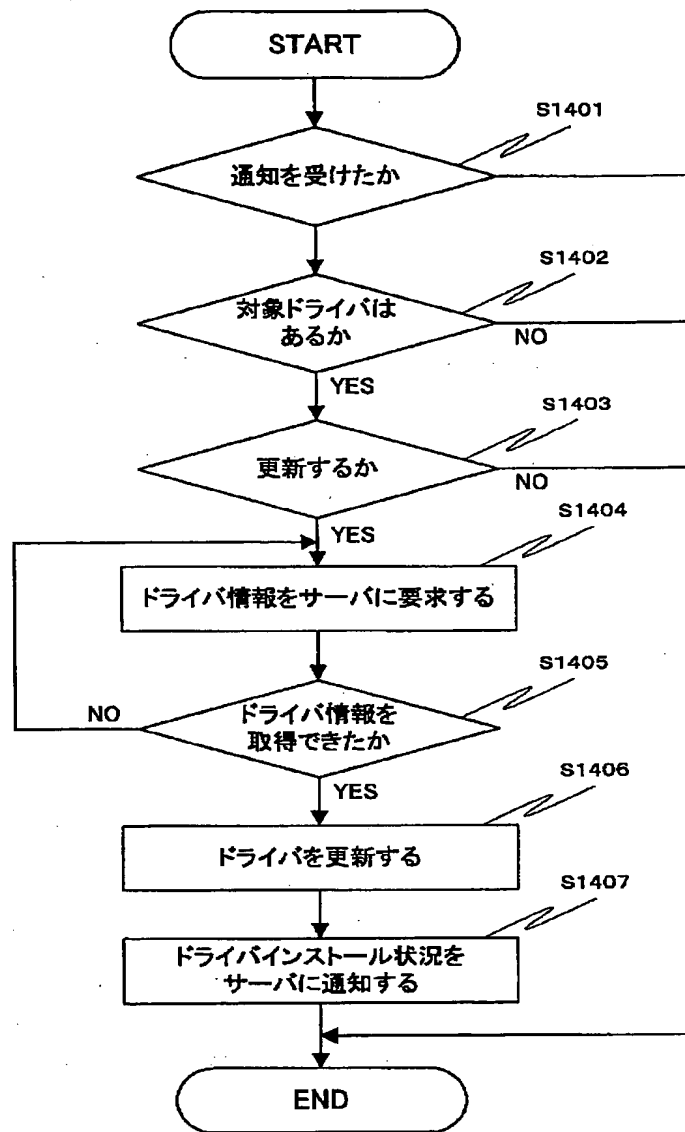 START
S1401
通知を受けたか
S1402
対象ドライバは
あるか
NO
YES
S1403
更新するか
NO
YES
S1404
ドライバ情報をサーバに要求する
S1405
ドライバ情報を
取得できたか
NO
YES
S1406
ドライバを更新する
S1407
ドライバインストール状況を
サーバに通知する
END